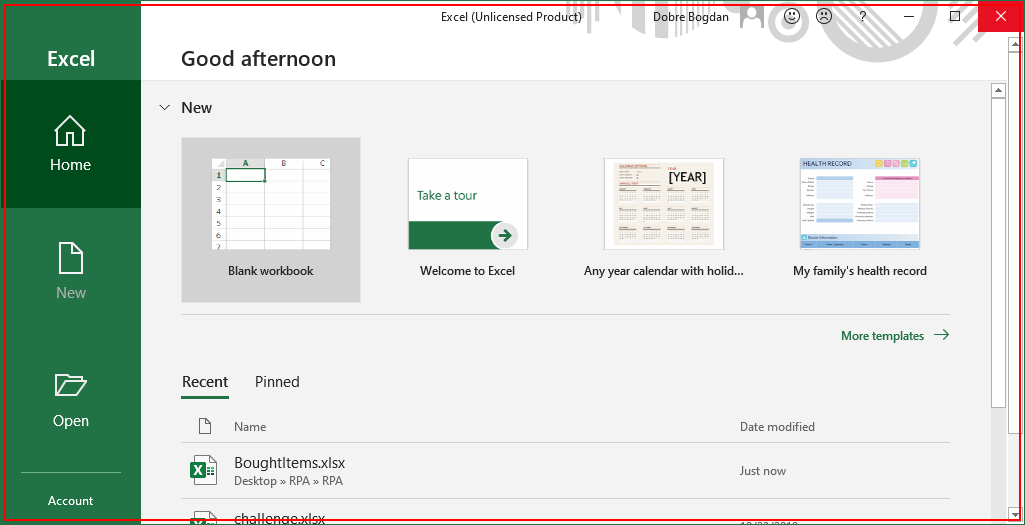 Excel (Unlicensed Product)
Dobre Bogdan
?
Excel
Good afternoon
Home
New
Open
Account
New
A B C
1
2
3
4
5
6
7
Blank workbook
Take a tour
Welcome to Excel
[YEAR]
Any year calendar with holid...
HEALTH RECORD
My family's health record
More templates
Recent Pinned
Name Date modified
BoughtItems.xlsx
Desktop » RPA » RPA
Just now
challenge.xlsx